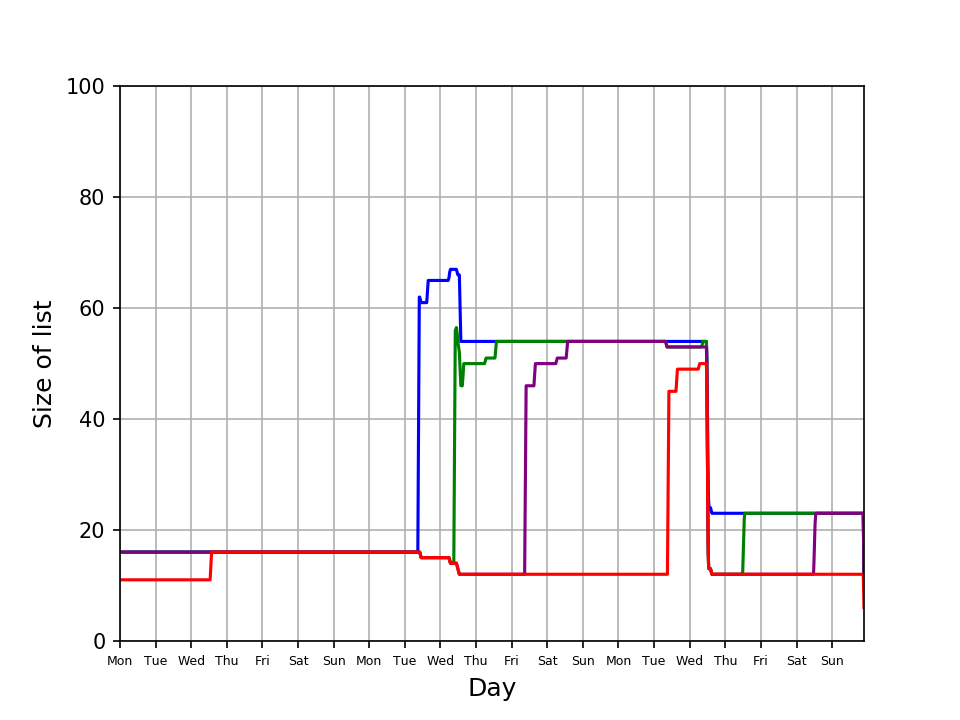 100
80
60
40
20
0
Size of list
Mon Tue Wed Thu Fri Sat Sun Mon Tue Wed Thu Fri Sat Sun Mon Tue Wed Thu Fri Sat Sun
Day